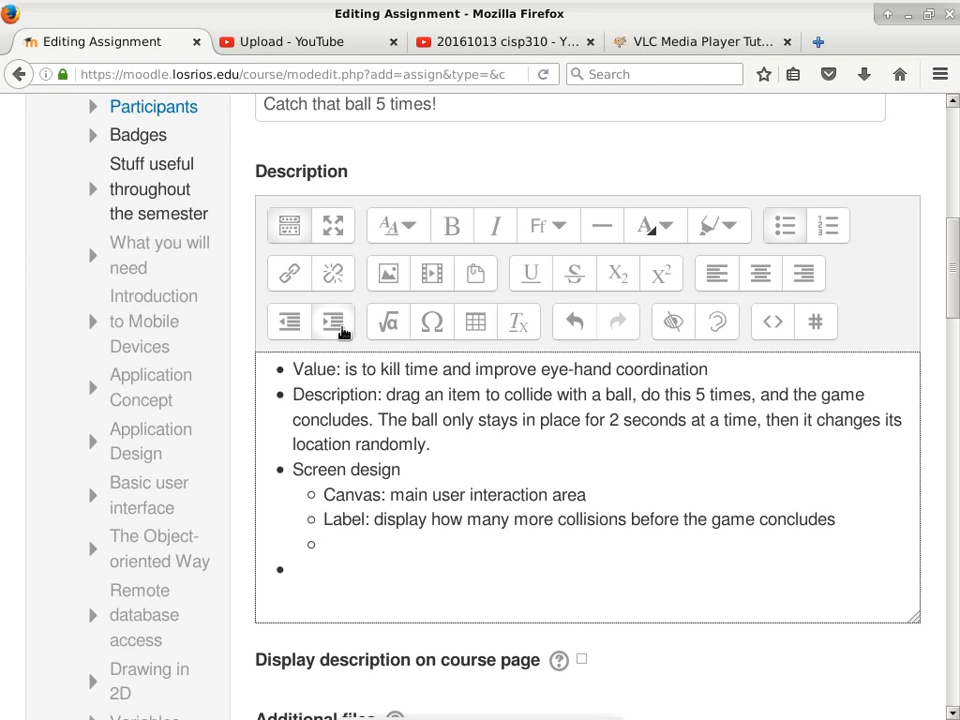 Editing Assignment - Mozilla Firefox
Editing Assignment
Upload - YouTube
20161013 cisp310 - Y...
VLC Media Player Tut...
https://moodle.losrios.edu/course/modedit.php?add=assign&type=&c
Search
Participants
Badges
Stuff useful
throughout
the semester
What you will
need
Introduction
to Mobile
Devices
Application
Concept
Application
Design
Basic user
interface
The Object-
oriented Way
Remote
database
access
Drawing in
2D
Variables
Catch that ball 5 times!
Description
Value: is to kill time and improve eye-hand coordination
Description: drag an item to collide with a ball, do this 5 times, and the game
concludes. The ball only stays in place for 2 seconds at a time, then it changes its
location randomly.
Screen design
Canvas: main user interaction area
Label: display how many more collisions before the game concludes
Display description on course page
Additional files